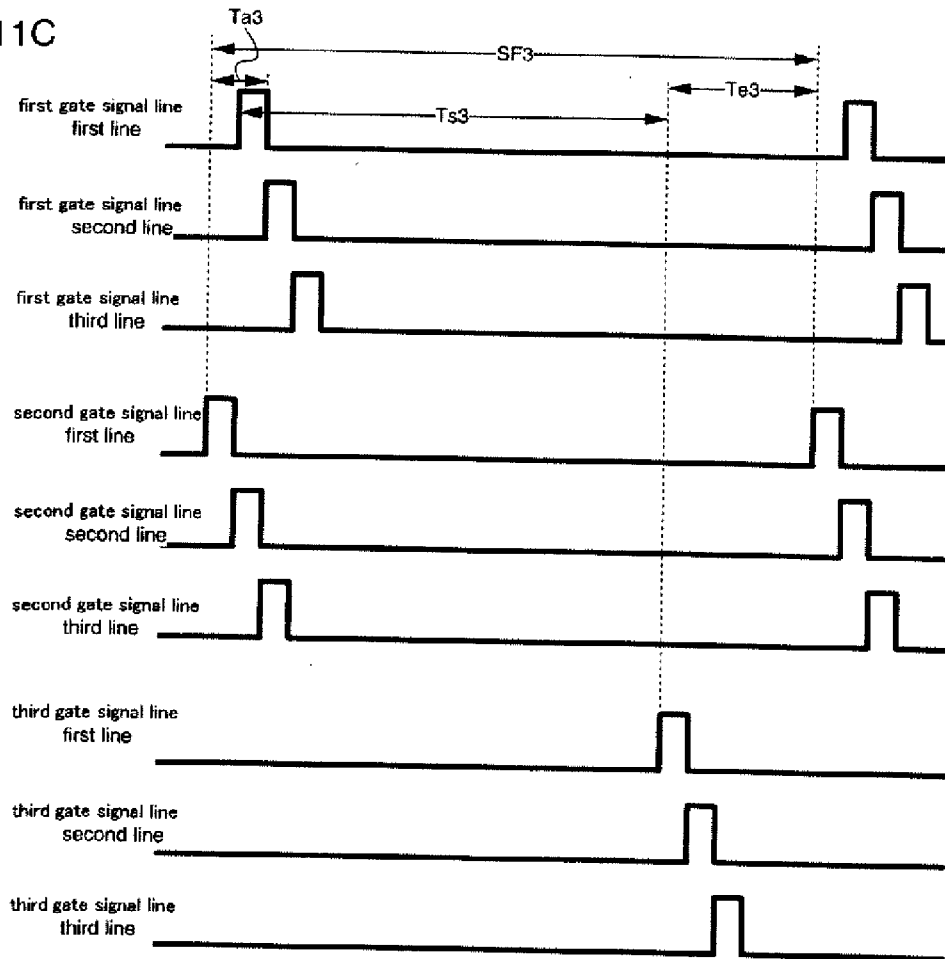 11C
Ta3
SF3
Te3
Ts3
first gate signal line
first line
first gate signal line
second line
first gate signal line
third line
second gate signal line
first line
second gate signal line
second line
second gate signal line
third line
third gate signal line
first line
third gate signal line
second line
third gate signal line
third line